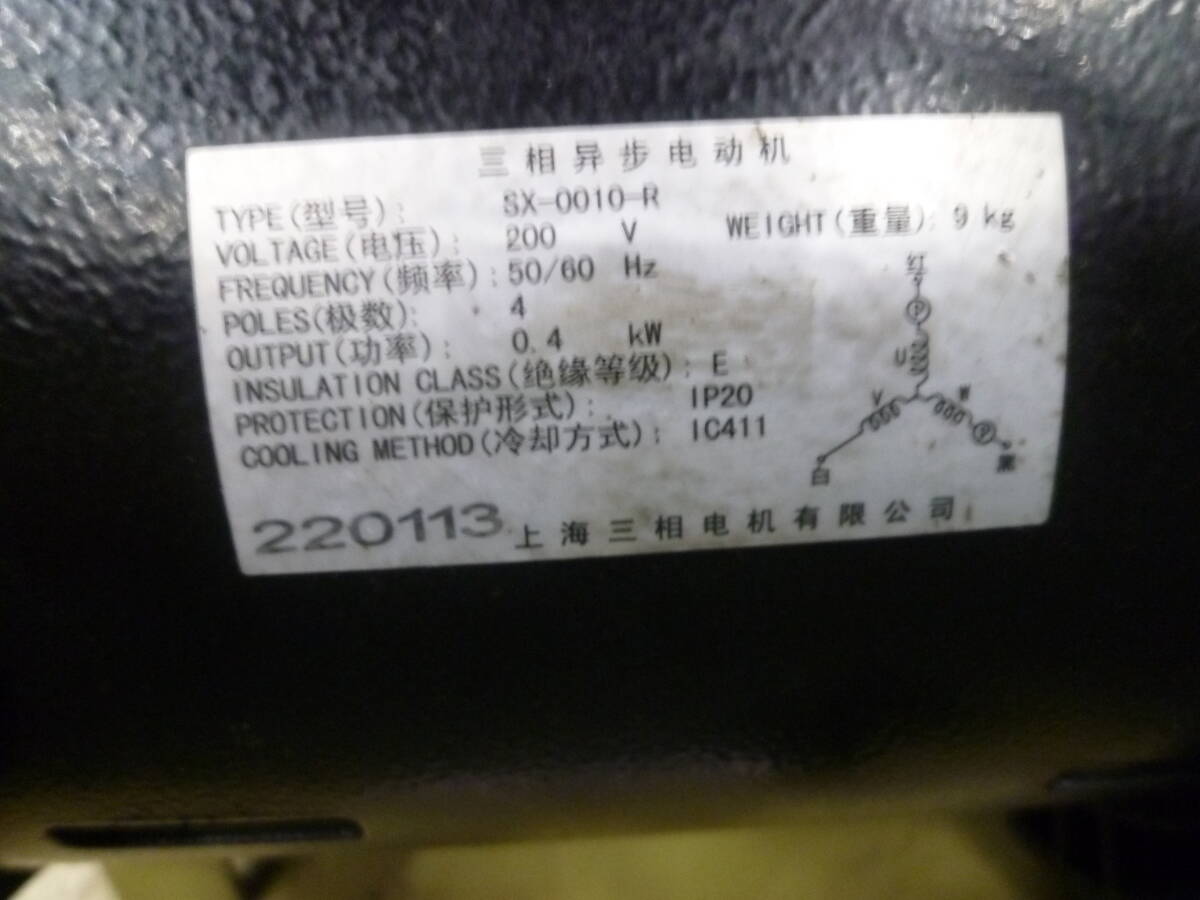 三相异步电动机
TYPE(型号): SX-0010-R
VOLTAGE(电压): 200 V WEIGHT(重量): 9 kg
FREQUENCY(频率): 50/60 Hz
POLES(极数): 4
OUTPUT(功率): 0.4 kW
INSULATION CLASS(绝缘等级): E
PROTECTION(保护形式): IP20
COOLING METHOD(冷却方式): IC411
红
P
U
V W
P
白 黑
220113 上海三相电机有限公司